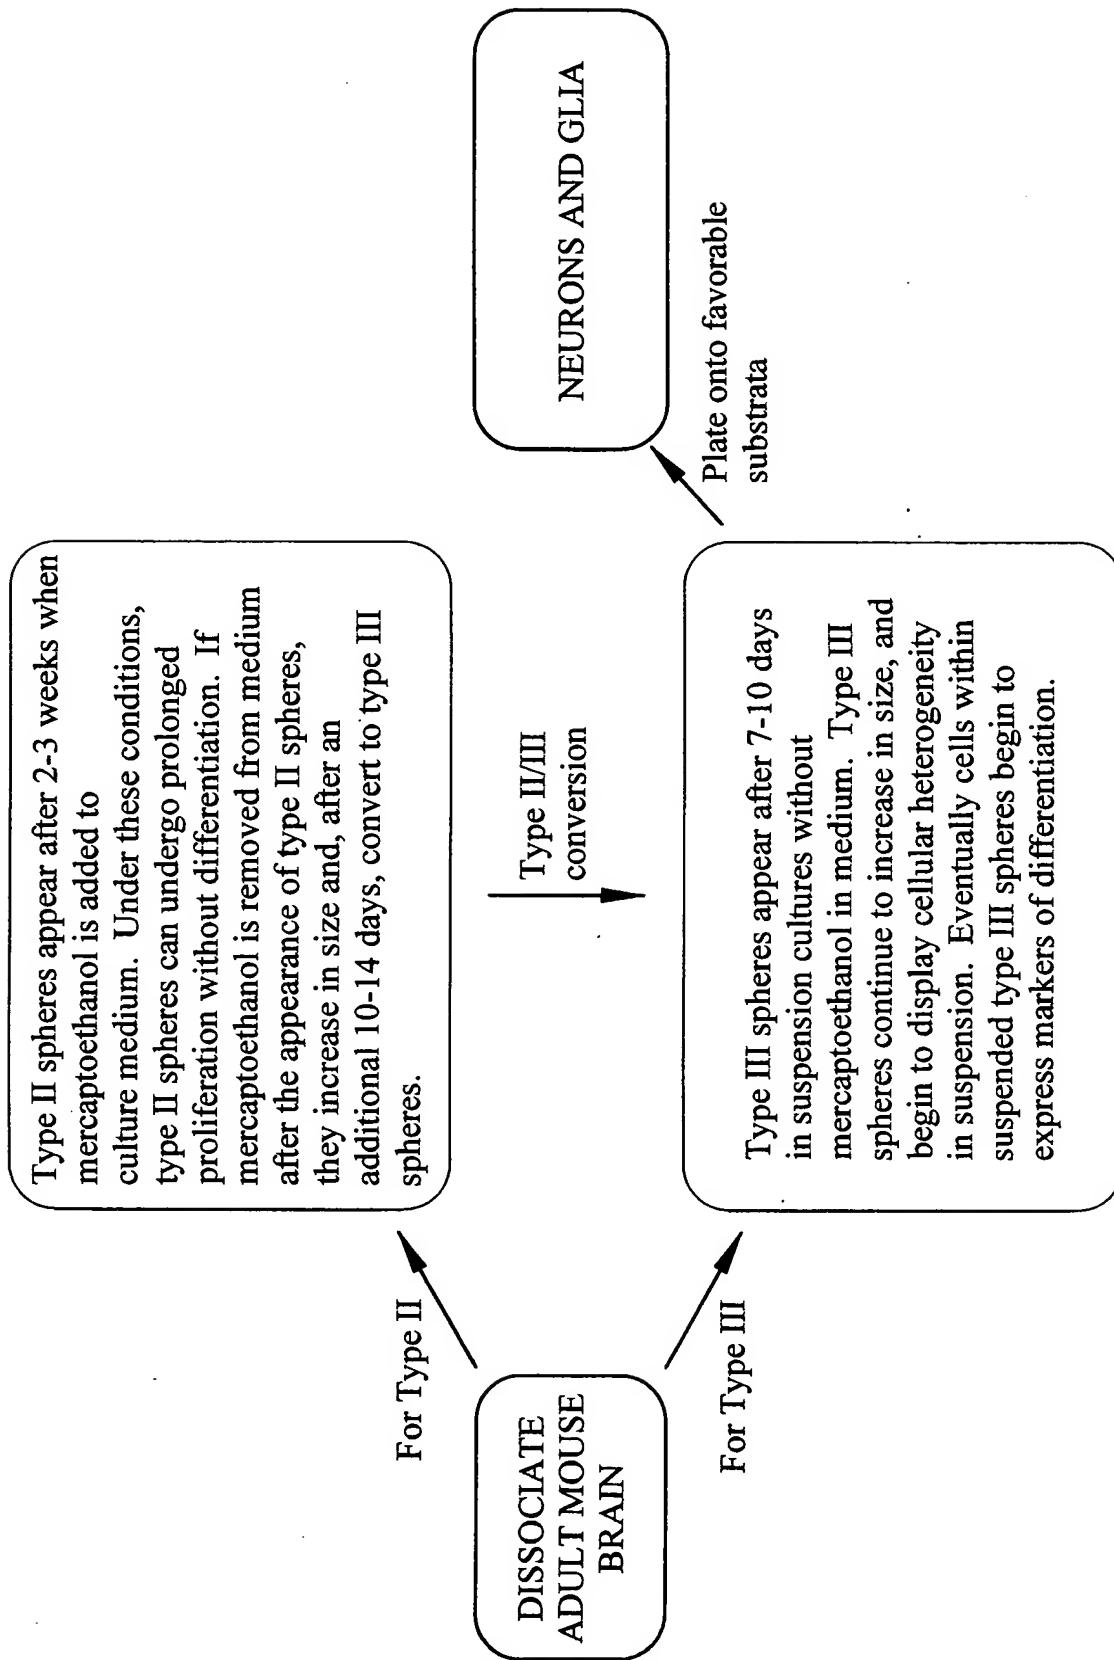 DISSOCIATE
ADULT MOUSE
BRAIN
For Type II
For Type III
Type II spheres appear after 2-3 weeks when
mercaptoethanol is added to
culture medium. Under these conditions,
type II spheres can undergo prolonged
proliferation without differentiation. If
mercaptoethanol is removed from medium
after the appearance of type II spheres,
they increase in size and, after an
additional 10-14 days, convert to type III
spheres.
Type II/III
conversion
Type III spheres appear after 7-10 days
in suspension cultures without
mercaptoethanol in medium. Type III
spheres continue to increase in size, and
begin to display cellular heterogeneity
in suspension. Eventually cells within
suspended type III spheres begin to
express markers of differentiation.
Plate onto favorable
substrata
NEURONS AND GLIA